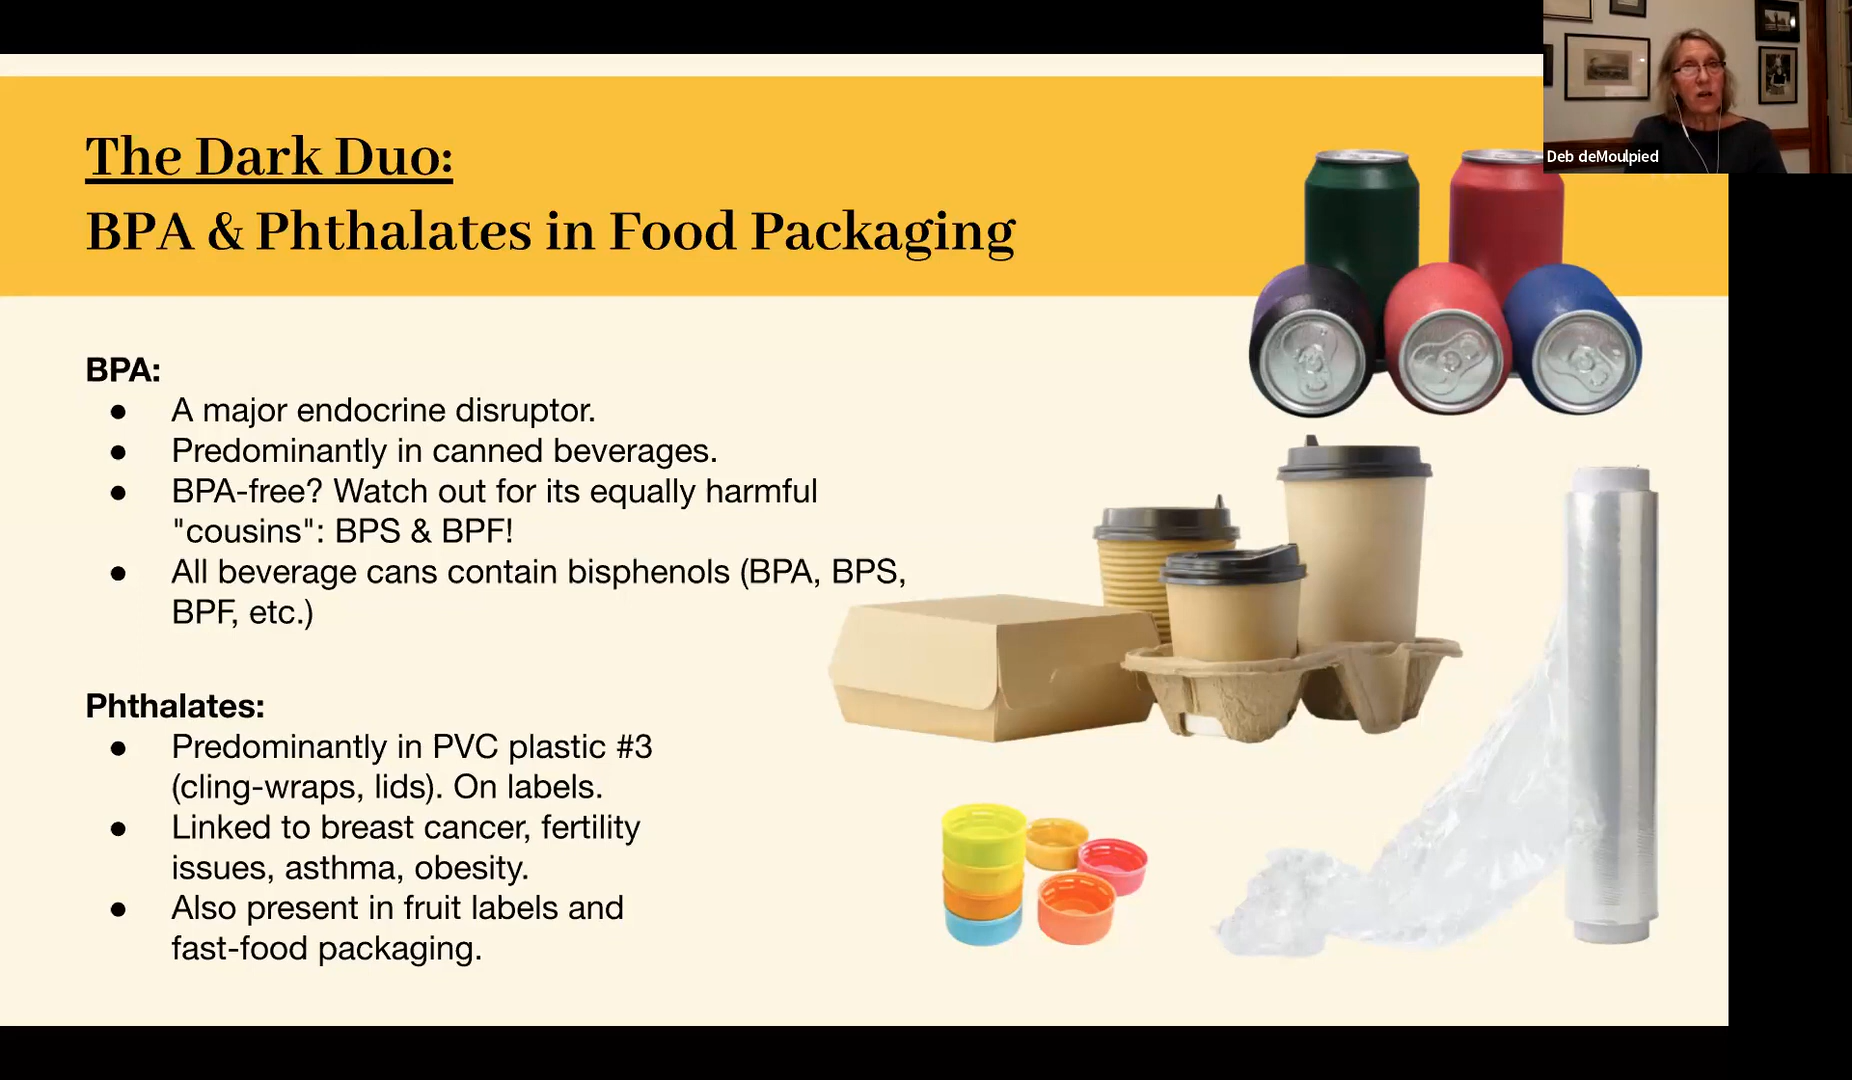 The Dark Duo:
BPA & Phthalates in Food Packaging
Deb deMoulpied
BPA:
● A major endocrine disruptor.
● Predominantly in canned beverages.
● BPA-free? Watch out for its equally harmful
"cousins": BPS & BPF!
● All beverage cans contain bisphenols (BPA, BPS,
BPF, etc.)
Phthalates:
● Predominantly in PVC plastic #3
(cling-wraps, lids). On labels.
● Linked to breast cancer, fertility
issues, asthma, obesity.
● Also present in fruit labels and
fast-food packaging.